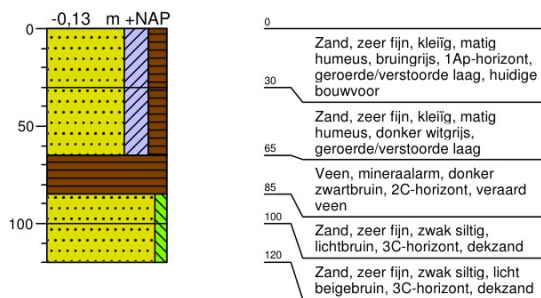 -0,13 m +NAP
0
50
100
0
Zand, zeer fijn, kleiïg, matig
humeus, bruingrijs, 1Ap-horizont,
geroerde/verstoorde laag, huidige
bouwvoor
30
Zand, zeer fijn, kleiïg, matig
humeus, donker witgrijs,
geroerde/verstoorde laag
65
Veen, mineraalarm, donker
zwartbruin, 2C-horizont, veraard
veen
85
100
Zand, zeer fijn, zwak siltig,
lichtbruin, 3C-horizont, dekzand
120
Zand, zeer fijn, zwak siltig, licht
beigebruin, 3C-horizont, dekzand